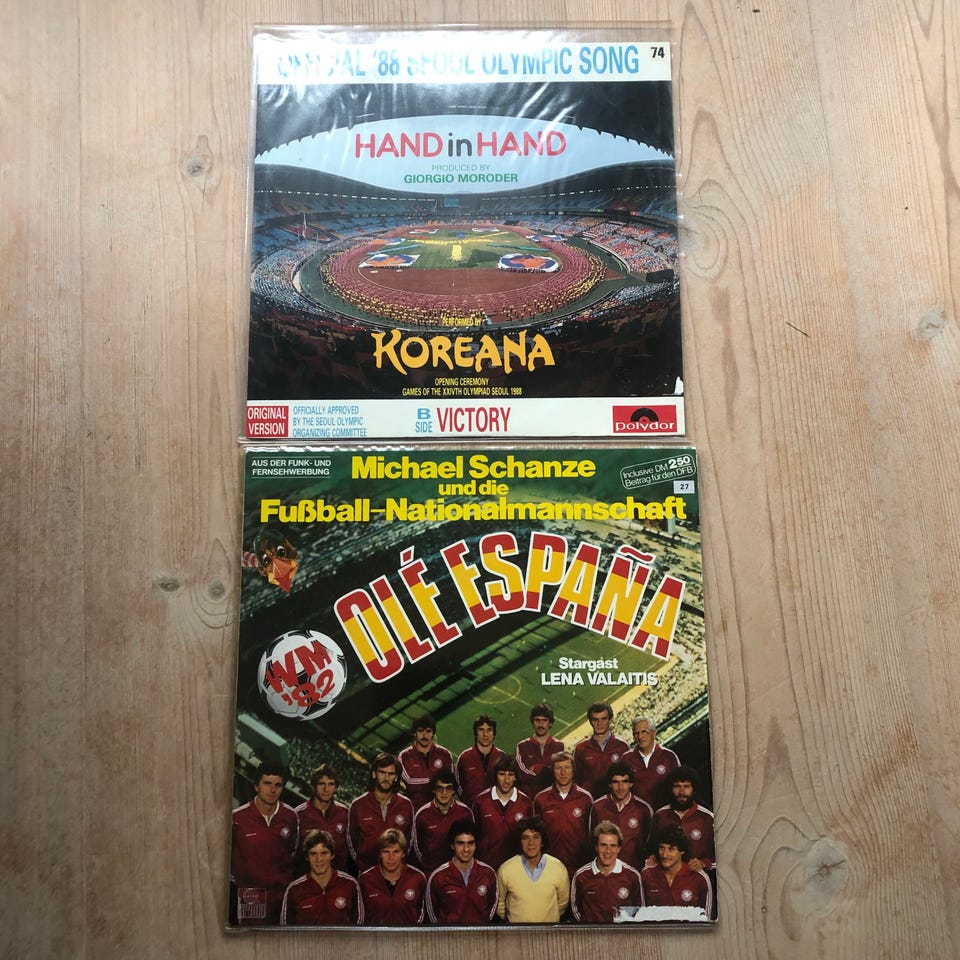 OFFICIAL '88 SEOUL OLYMPIC SONG
74
HAND in HAND
PRODUCED BY
GIORGIO MORODER
PERFORMED BY
KOREANA
OPENING CEREMONY
GAMES OF THE XXIVTH OLYMPIAD SEOUL 1988
ORIGINAL
VERSION
OFFICIALLY APPROVED
BY THE SEOUL OLYMPIC
ORGANIZING COMMITTEE
B
SIDE VICTORY
polydor
AUS DER FUNK- UND
FERNSEHWERBUNG
Michael Schanze
und die
Fußball-Nationalmannschaft
Inclusive DM 2.50
Beitrag für den DFB
27
OLÉ ESPAÑA
WM
'82
Stargast
LENA VALAITIS